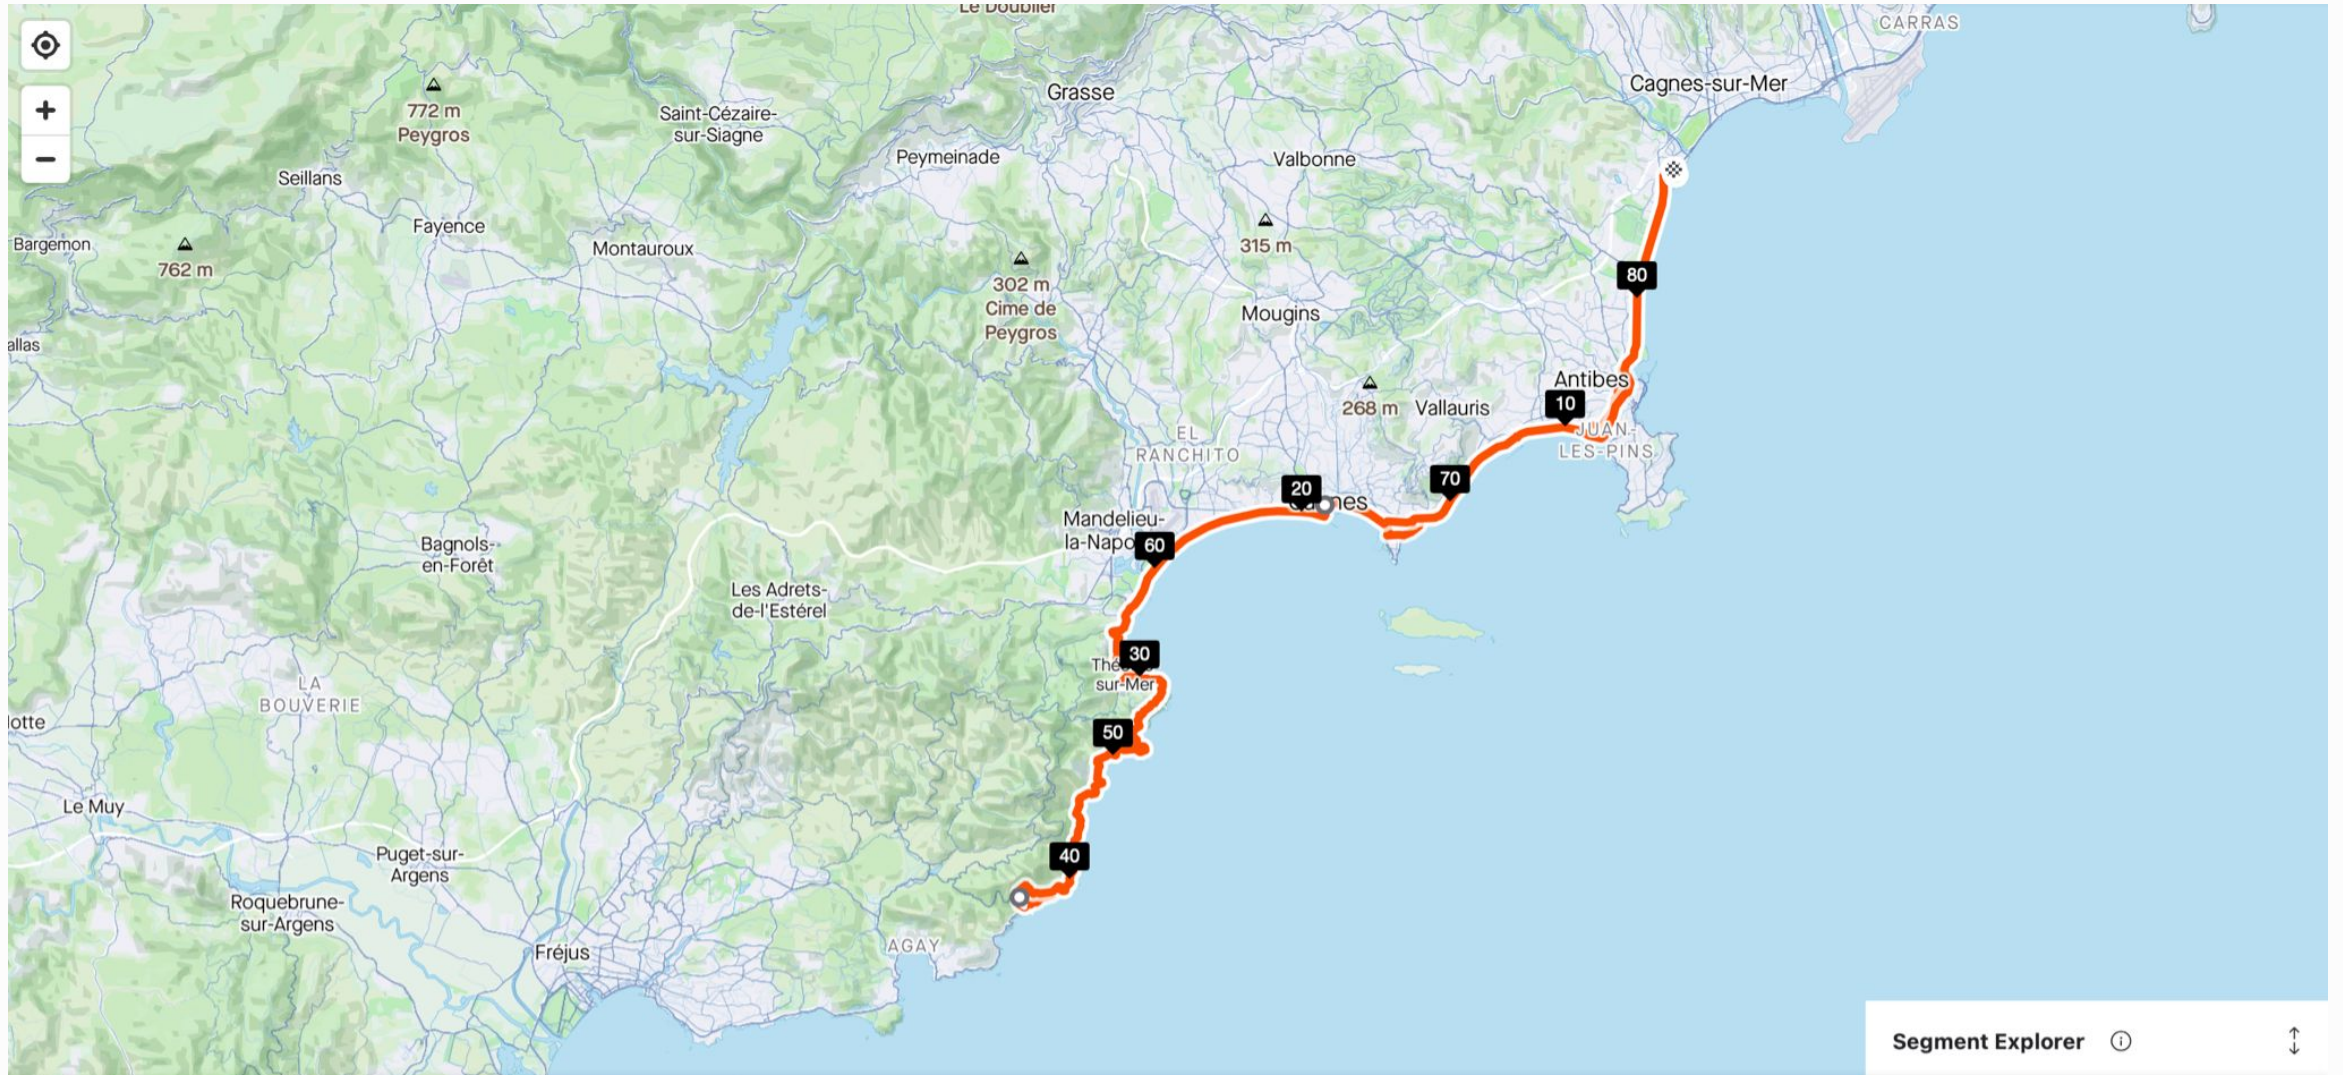 Le Doublier
CARRAS
Cagnes-sur-Mer
Grasse
772 m
Peygros
Saint-Cézaire-
sur-Siagne
Peymeinade
Valbonne
Seillans
Fayence
Bargemon
762 m
Montauroux
315 m
302 m
Cime de
Peygros
80
Mougins
allas
Antibes
10
268 m
Vallauris
JUAN-
LES-PINS
EL
RANCHITO
70
20
nes
Mandelieu-
la-Napo
60
Bagnols-
en-Forêt
Les Adrets-
de-l'Estérel
30
Thé
sur-Mer
LA
BOUVERIE
lotte
50
Le Muy
Puget-sur-
Argens
40
Roquebrune-
sur-Argens
Fréjus
AGAY
Segment Explorer